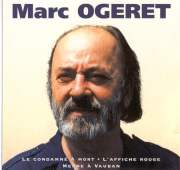 Marc OGERET
LE CONDAMNÉ À MORT • L'AFFICHE ROUGE
MERDE À VAUBAN